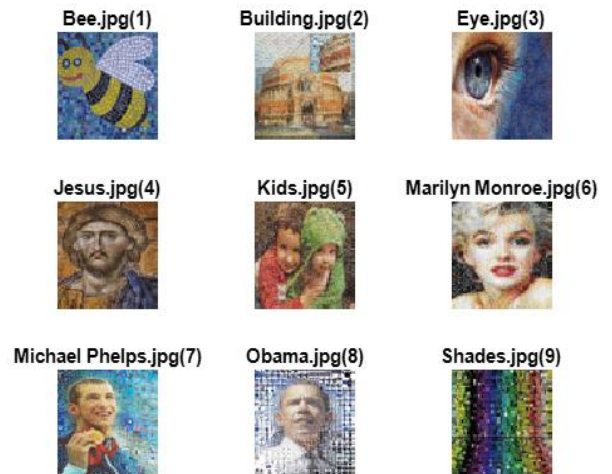 Bee.jpg(1) Building.jpg(2) Eye.jpg(3)
Jesus.jpg(4) Kids.jpg(5) Marilyn Monroe.jpg(6)
Michael Phelps.jpg(7) Obama.jpg(8) Shades.jpg(9)